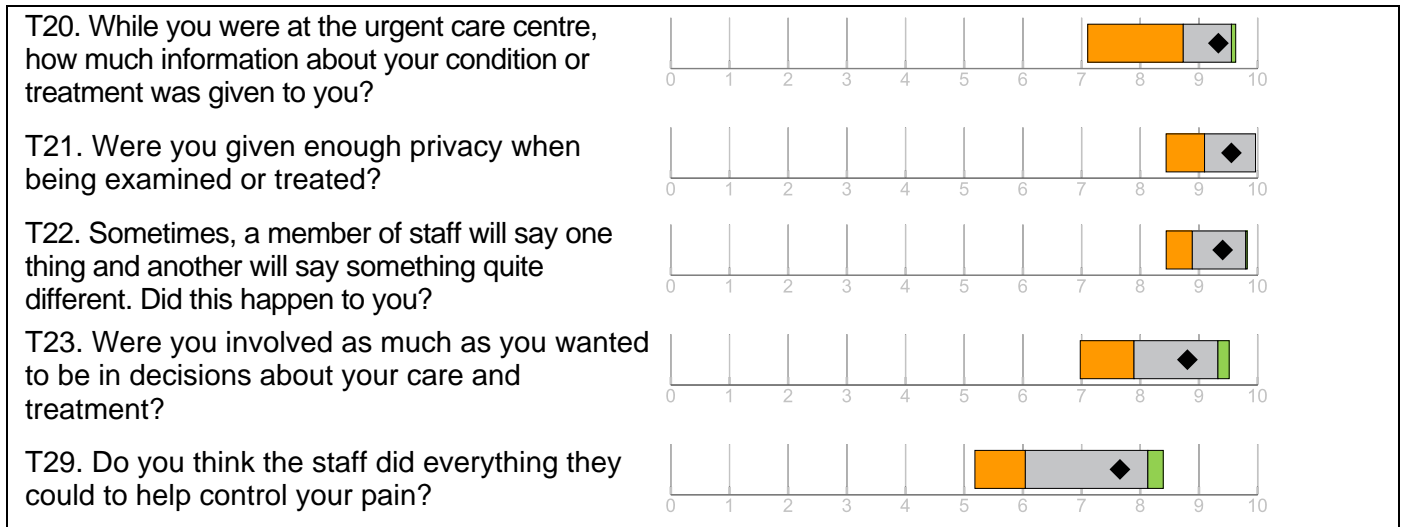 T20. While you were at the urgent care centre,
how much information about your condition or
treatment was given to you?
0 1 2 3 4 5 6 7 8 9 10
T21. Were you given enough privacy when
being examined or treated?
0 1 2 3 4 5 6 7 8 9 10
T22. Sometimes, a member of staff will say one
thing and another will say something quite
different. Did this happen to you?
0 1 2 3 4 5 6 7 8 9 10
T23. Were you involved as much as you wanted
to be in decisions about your care and
treatment?
0 1 2 3 4 5 6 7 8 9 10
T29. Do you think the staff did everything they
could to help control your pain?
0 1 2 3 4 5 6 7 8 9 10